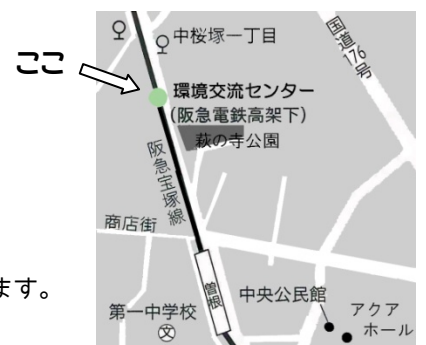 中桜塚一丁目
国道176号
ここ
環境交流センター
(阪急電鉄高架下)
萩の寺公園
阪急宝塚線
商店街
曽根
ます。
中央公民館
第一中学校
文
アクア
ホール